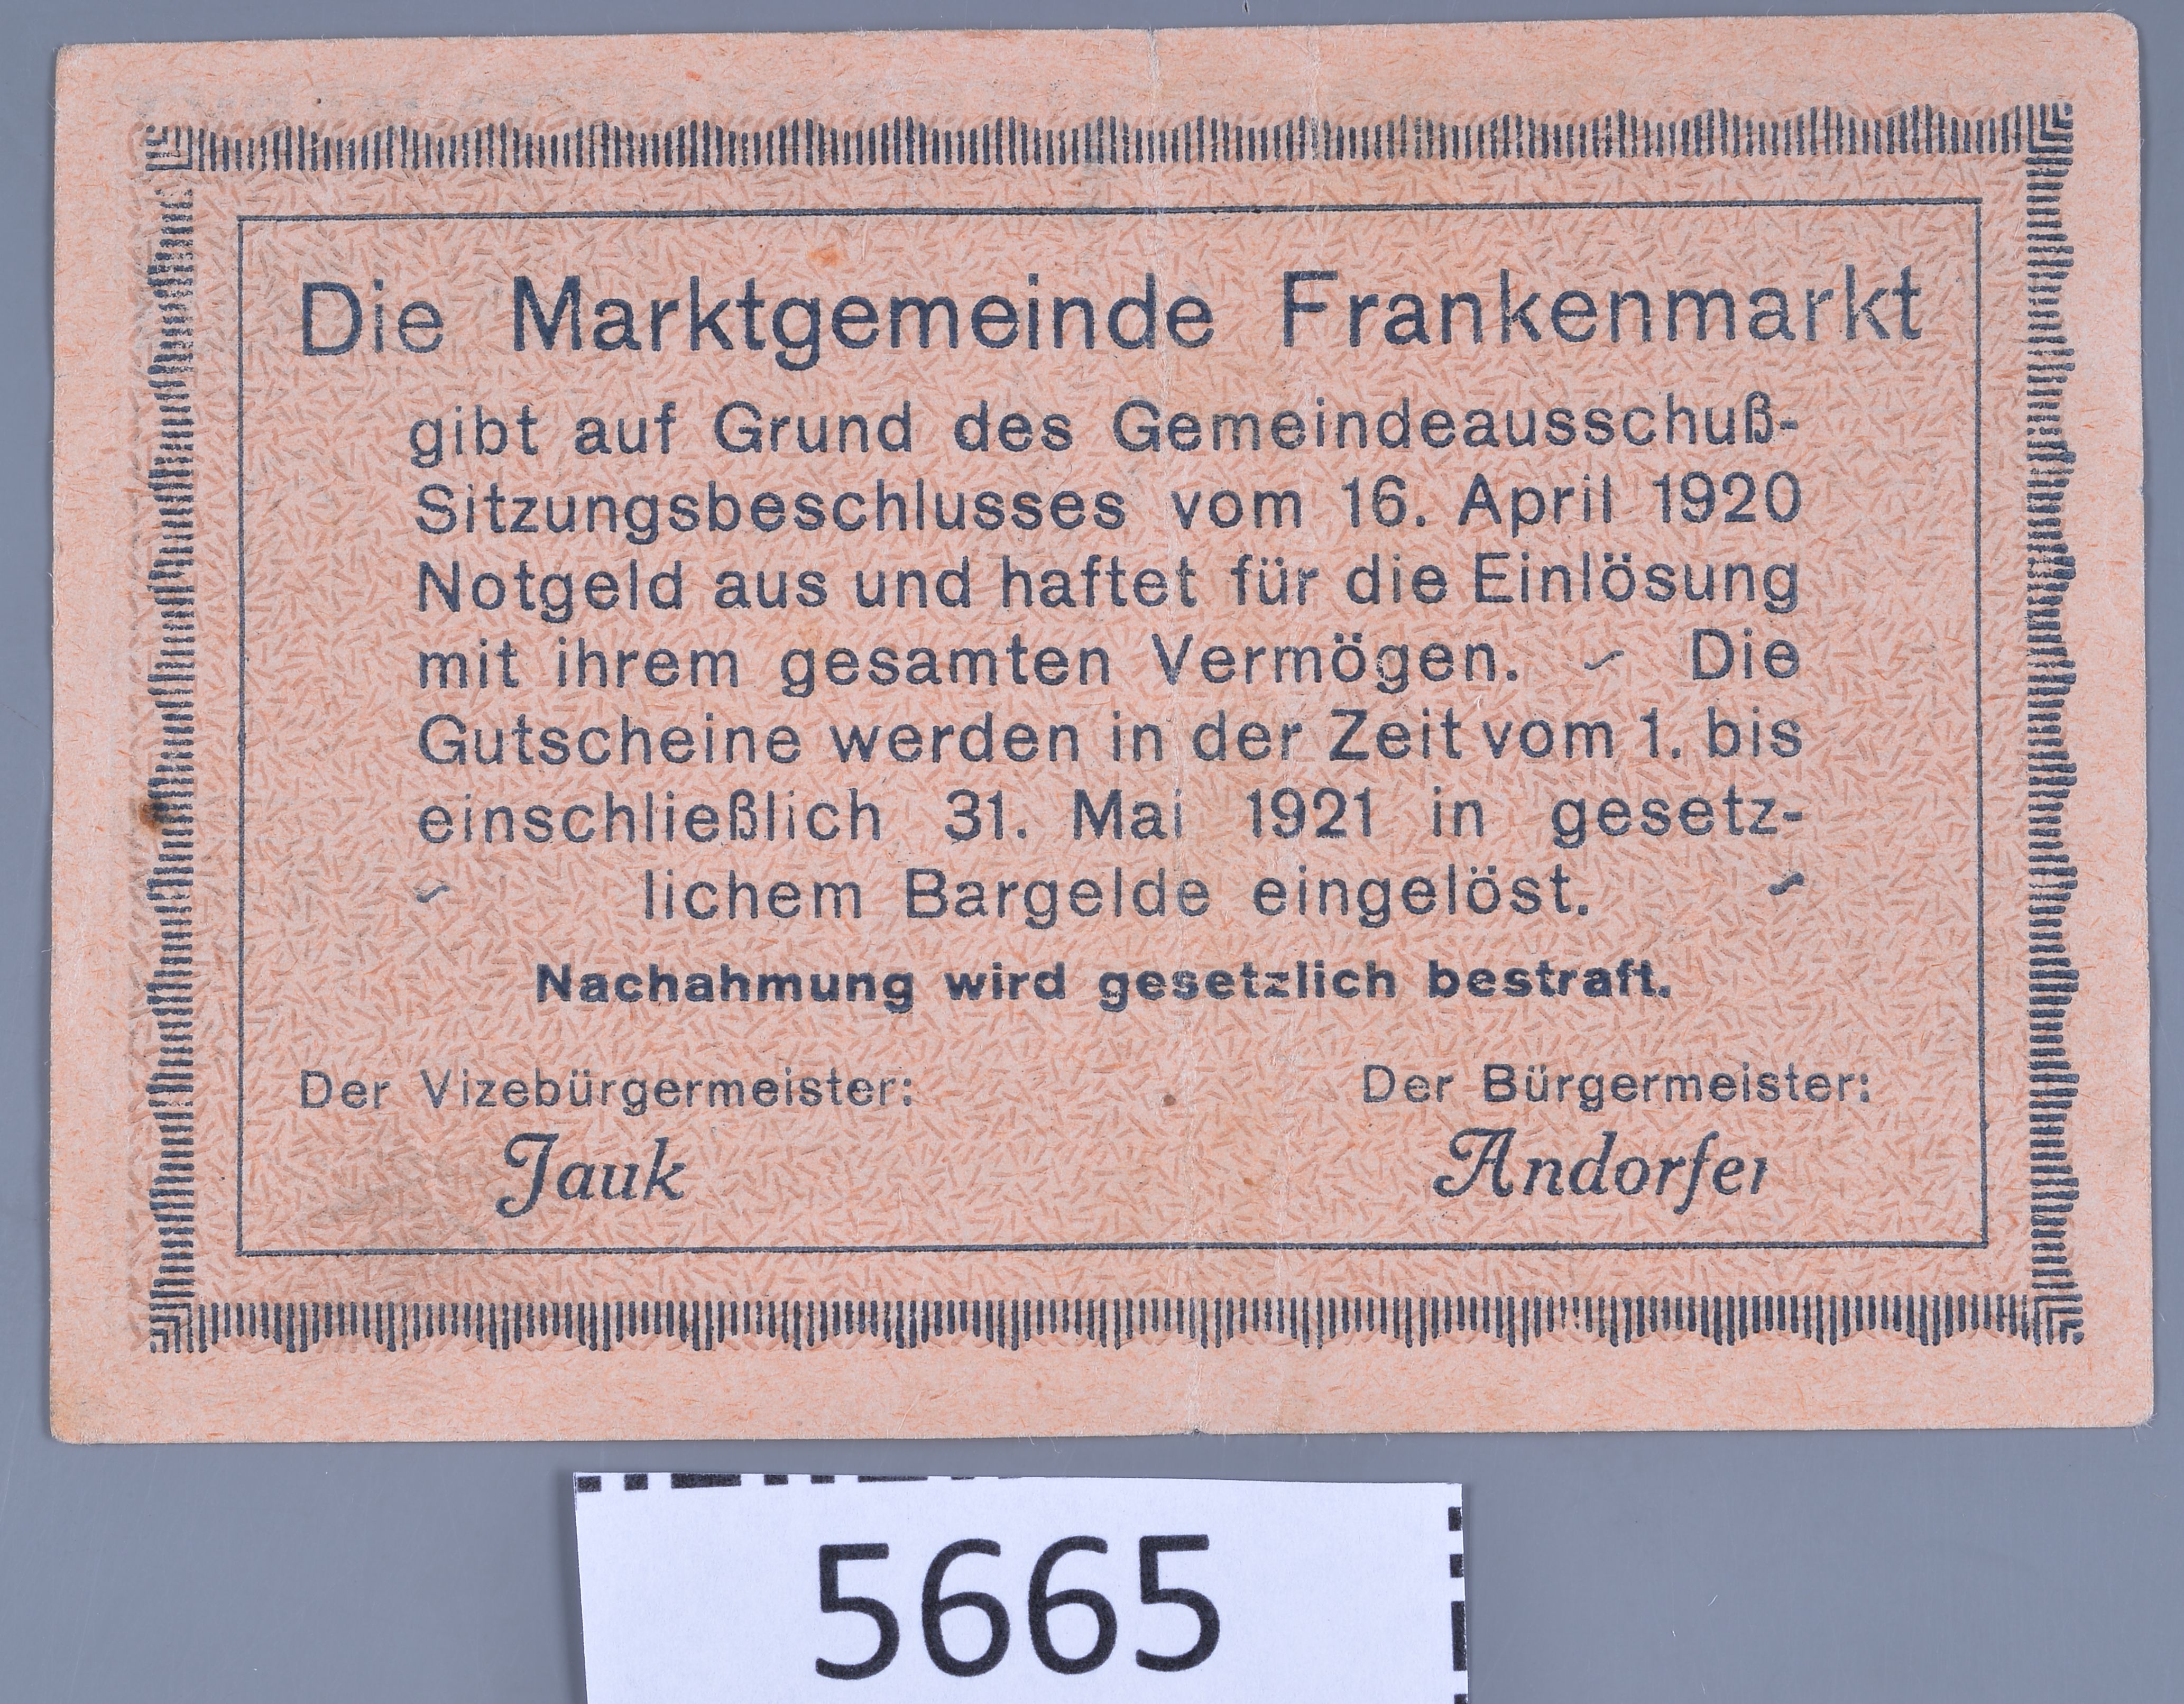 Die Marktgemeinde Frankenmarkt
gibt auf Grund des Gemeindeausschuß-
Sitzungsbeschlusses vom 16. April 1920
Notgeld aus und haftet für die Einlösung
mit ihrem gesamten Vermögen. ~ Die
Gutscheine werden in der Zeit vom 1. bis
einschließlich 31. Mai 1921 in gesetz-
~ lichem Bargelde eingelöst. ~
Nachahmung wird gesetzlich bestraft.
Der Vizebürgermeister:
Jauk
Der Bürgermeister:
Andorfer
5665